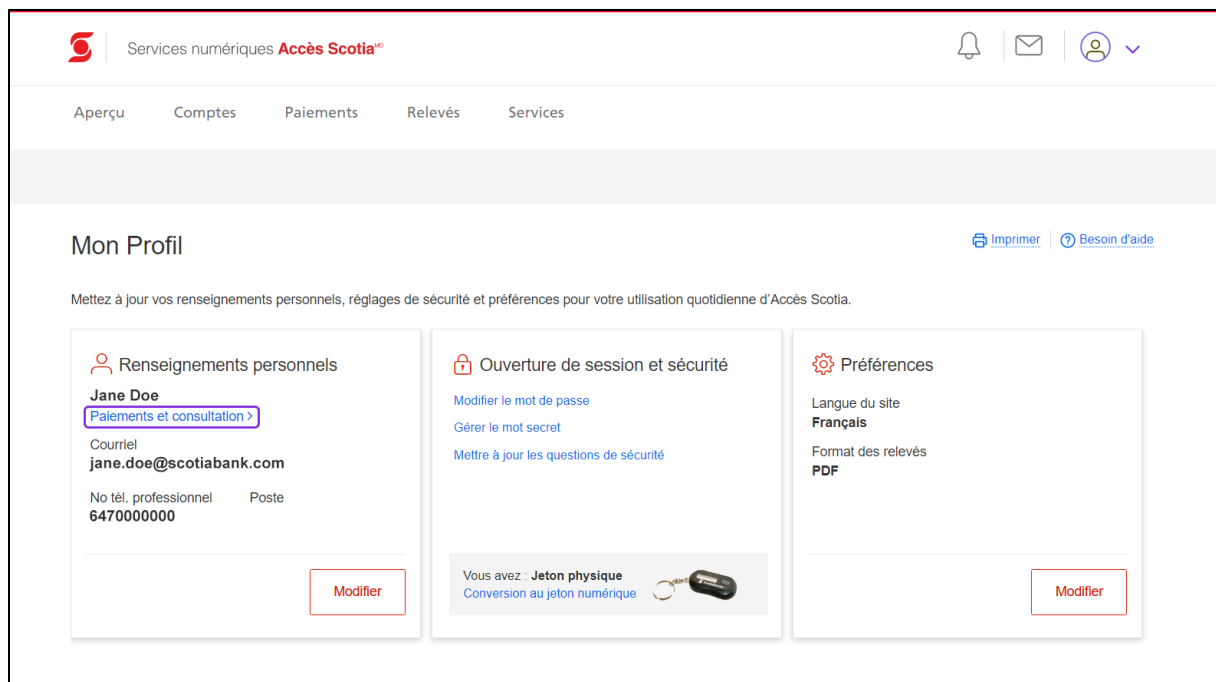 Services numériques Accès Scotia MD
Aperçu Comptes Paiements Relevés Services
Mon Profil
Imprimer Besoin d'aide
Mettez à jour vos renseignements personnels, réglages de sécurité et préférences pour votre utilisation quotidienne d'Accès Scotia.
Renseignements personnels
Jane Doe
Paiements et consultation >
Courriel
jane.doe@scotiabank.com
No tél. professionnel Poste
6470000000
Modifier
Ouverture de session et sécurité
Modifier le mot de passe
Gérer le mot secret
Mettre à jour les questions de sécurité
Vous avez : Jeton physique
Conversion au jeton numérique
Préférences
Langue du site
Français
Format des relevés
PDF
Modifier